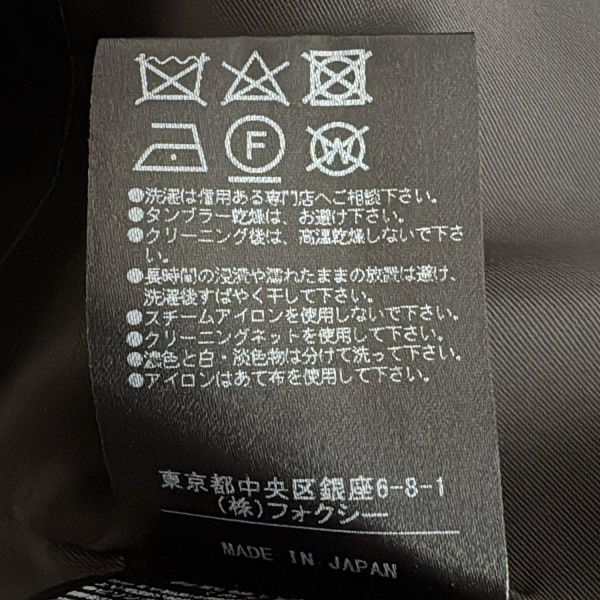 F
W
●洗濯は信用ある専門店へご相談下さい。
●タンブラー乾燥は、お避け下さい。
●クリーニング後は、高温乾燥しないで下さ
い。
●長時間の浸漬や濡れたままの放置は避け、
洗濯後すばやく干して下さい。
●スチームアイロンを使用しないで下さい。
●クリーニングネットを使用して下さい。
●濃色と白・淡色物は分けて洗って下さい。
●アイロンはあて布を使用して下さい。
東京都中央区銀座6-8-1
(株)フォクシー
MADE IN JAPAN